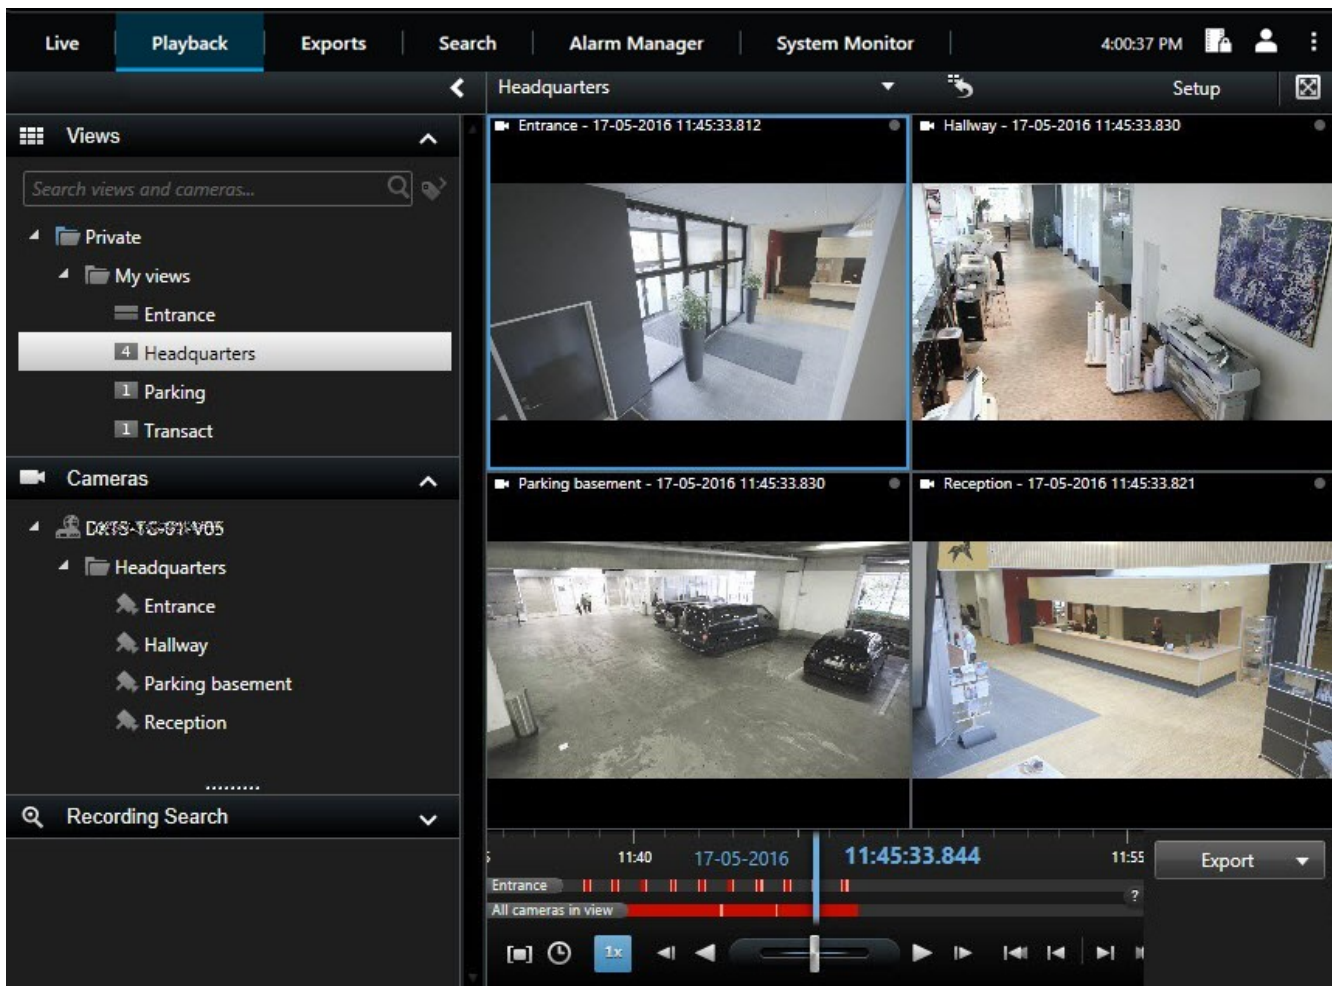 Live Playback Exports Search Alarm Manager System Monitor 4:00:37 PM
Headquarters Setup
Views
Search views and cameras...
Private
My views
Entrance
4 Headquarters
1 Parking
1 Transact
Cameras
Headquarters
Entrance
Hallway
Parking basement
Reception
Recording Search
Entrance - 17-05-2016 11:45:33.812
Hallway - 17-05-2016 11:45:33.830
Parking basement - 17-05-2016 11:45:33.830
Reception - 17-05-2016 11:45:33.821
11:40 17-05-2016 11:45:33.844 11:55
Export
Entrance
?
All cameras in view
1x